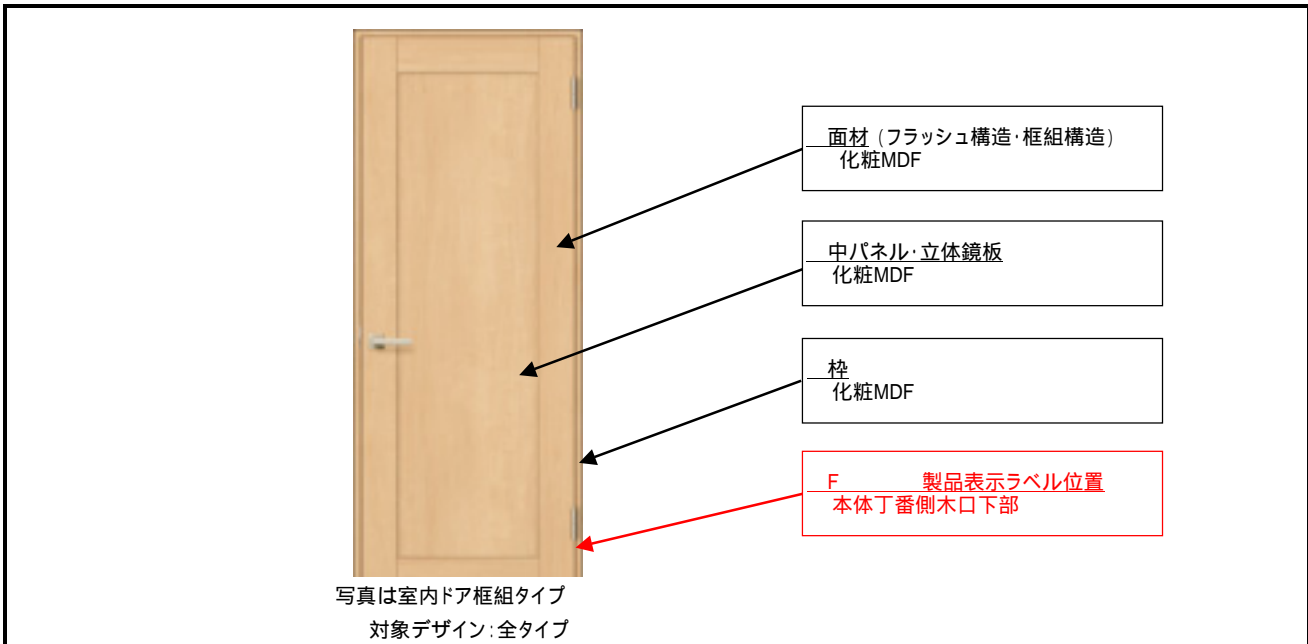 面材 (フラッシュ構造・框組構造)
化粧MDF
中パネル・立体鏡板
化粧MDF
枠
化粧MDF
F 製品表示ラベル位置
本体丁番側木口下部
写真は室内ドア框組タイプ
対象デザイン:全タイプ